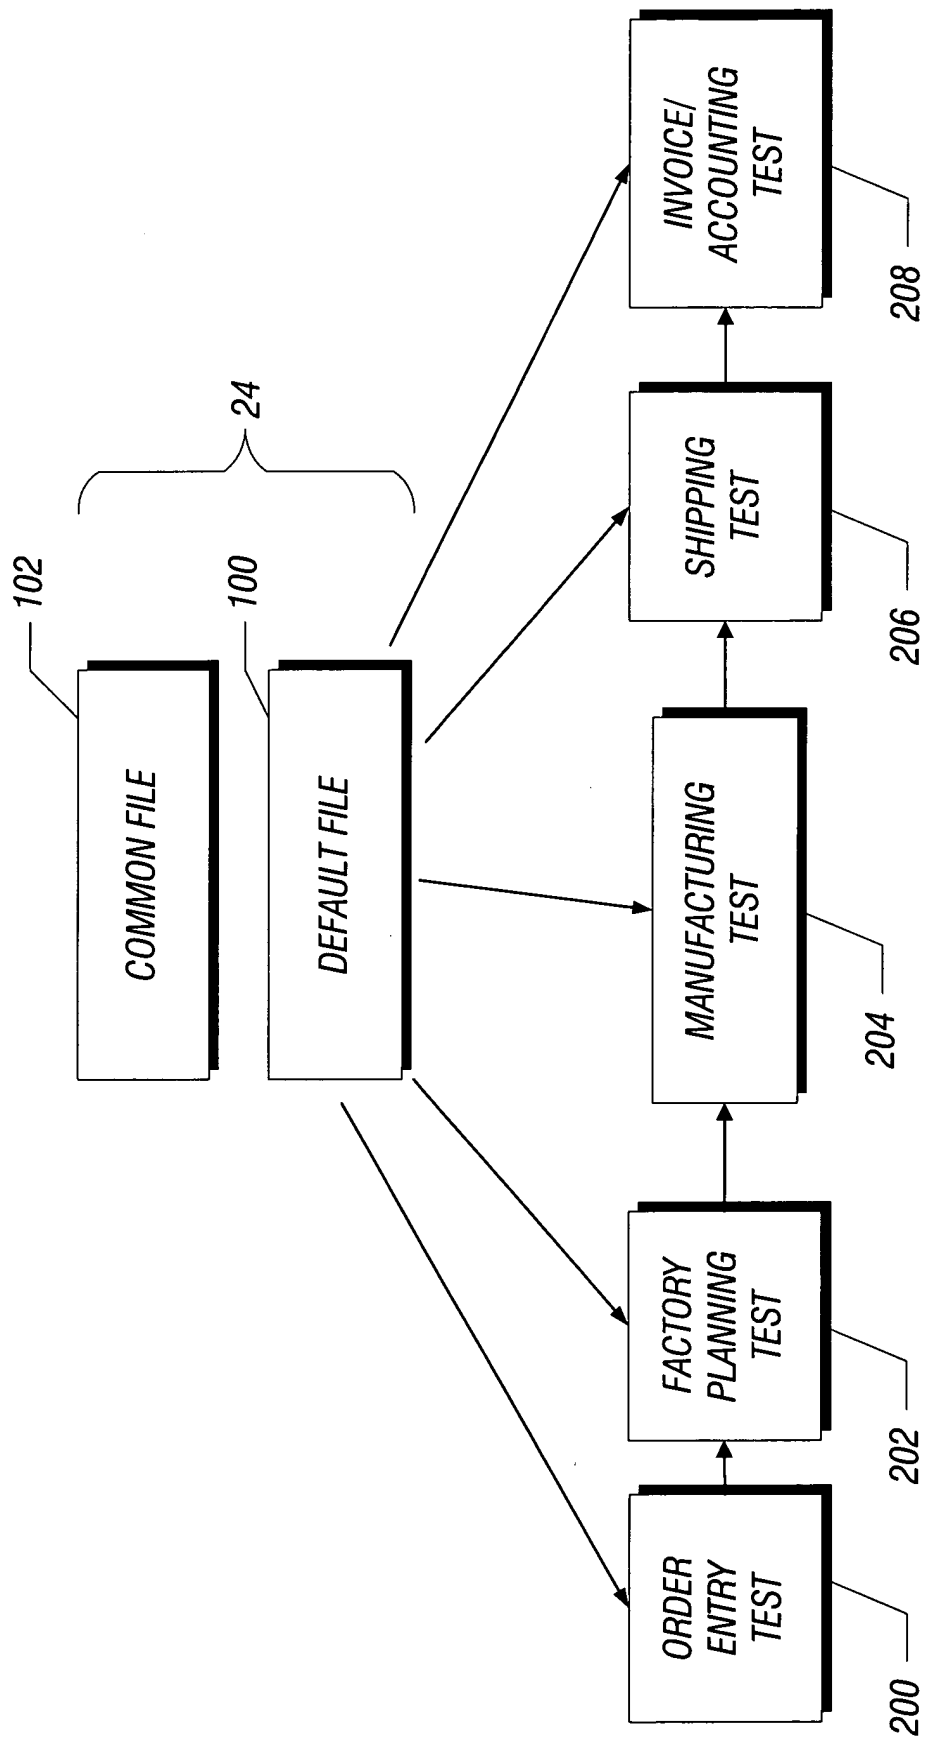 102
COMMON FILE
24
100
DEFAULT FILE
ORDER
ENTRY
TEST
FACTORY
PLANNING
TEST
MANUFACTURING
TEST
SHIPPING
TEST
INVOICE/
ACCOUNTING
TEST
200
202
204
206
208